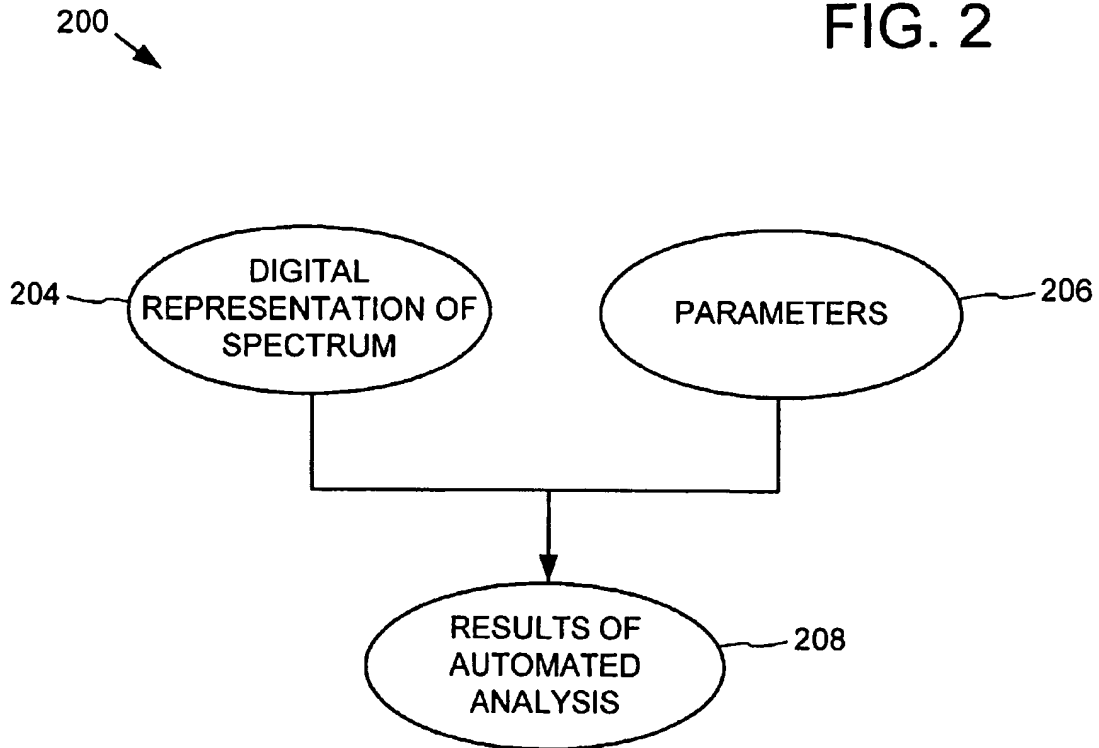 200
FIG. 2
204
DIGITAL
REPRESENTATION OF
SPECTRUM
PARAMETERS
206
RESULTS OF
AUTOMATED
ANALYSIS
208